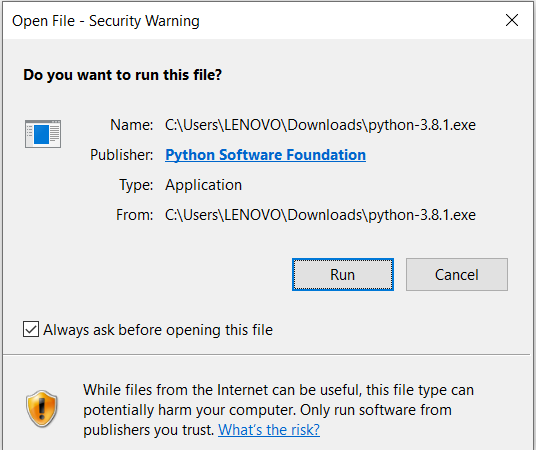 Open File - Security Warning
Do you want to run this file?
Name: C:\Users\LENOVO\Downloads\python-3.8.1.exe
Publisher: Python Software Foundation
Type: Application
From: C:\Users\LENOVO\Downloads\python-3.8.1.exe
Run Cancel
Always ask before opening this file
While files from the Internet can be useful, this file type can
potentially harm your computer. Only run software from
publishers you trust. What's the risk?